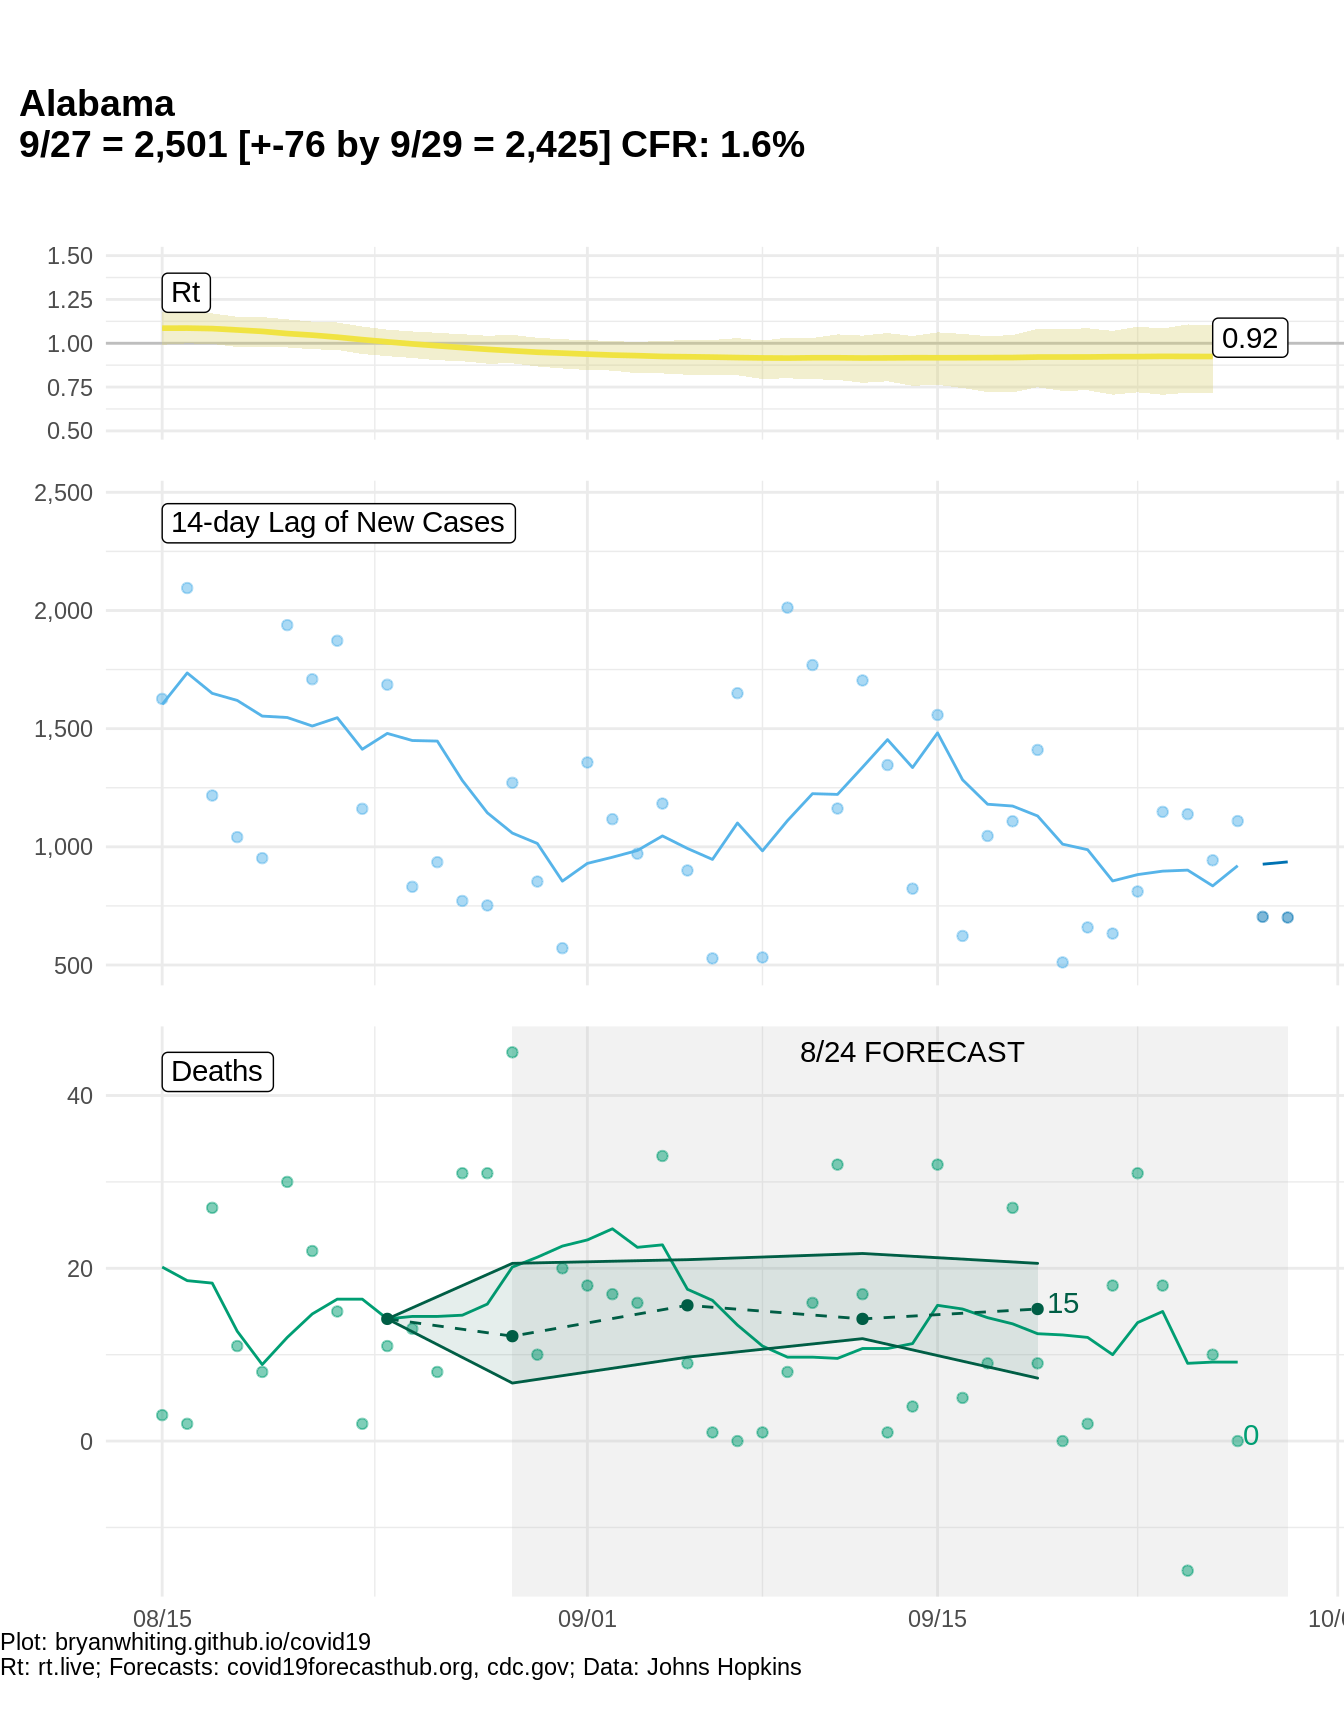 Alabama
9/27 = 2,501 [+-76 by 9/29 = 2,425] CFR: 1.6%
1.50
1.25
1.00
0.75
0.50
Rt
0.92
2,500
2,000
1,500
1,000
500
14-day Lag of New Cases
40
20
0
Deaths
8/24 FORECAST
15
0
08/15
09/01
09/15
10/0
Plot: bryanwhiting.github.io/covid19
Rt: rt.live; Forecasts: covid19forecasthub.org, cdc.gov; Data: Johns Hopkins